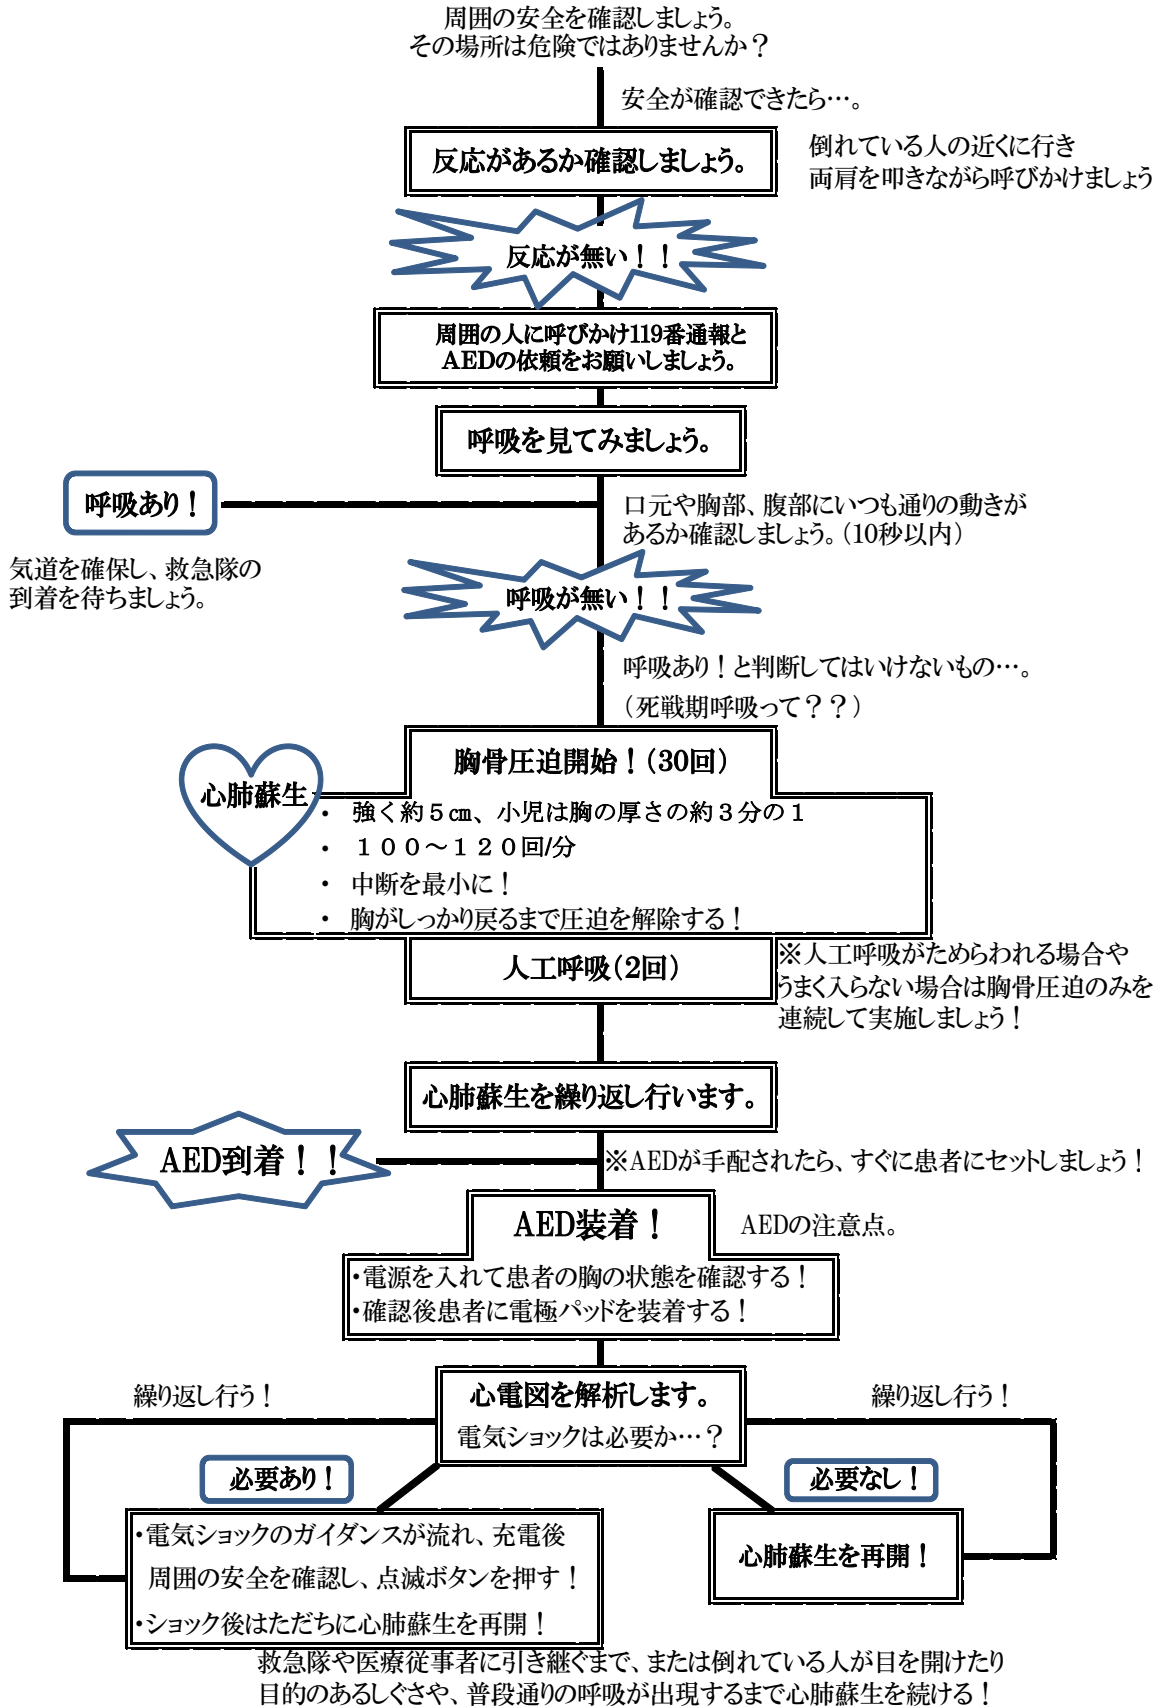 周囲の安全を確認しましょう。
その場所は危険ではありませんか？
安全が確認できたら…。
反応があるか確認しましょう。
倒れている人の近くに行き
両肩を叩きながら呼びかけましょう
反応が無い！！
周囲の人に呼びかけ119番通報と
AEDの依頼をお願いしましょう。
呼吸を見てみましょう。
呼吸あり！
口元や胸部、腹部にいつも通りの動きが
あるか確認しましょう。（10秒以内）
気道を確保し、救急隊の
到着を待ちましょう。
呼吸が無い！！
呼吸あり！と判断してはいけないもの…。
（死戦期呼吸って？？）
胸骨圧迫開始！（30回）
心肺蘇生
・ 強く約５㎝、小児は胸の厚さの約３分の１
・ １００～１２０回/分
・ 中断を最小に！
・ 胸がしっかり戻るまで圧迫を解除する！
人工呼吸（2回）
※人工呼吸がためらわれる場合や
うまく入らない場合は胸骨圧迫のみを
連続して実施しましょう！
心肺蘇生を繰り返し行います。
AED到着！！
※AEDが手配されたら、すぐに患者にセットしましょう！
AED装着！
AEDの注意点。
・電源を入れて患者の胸の状態を確認する！
・確認後患者に電極パッドを装着する！
心電図を解析します。
電気ショックは必要か…？
繰り返し行う！
繰り返し行う！
必要あり！
必要なし！
・電気ショックのガイダンスが流れ、充電後
周囲の安全を確認し、点滅ボタンを押す！
・ショック後はただちに心肺蘇生を再開！
心肺蘇生を再開！
救急隊や医療従事者に引き継ぐまで、または倒れている人が目を開けたり
目的のあるしぐさや、普段通りの呼吸が出現するまで心肺蘇生を続ける！